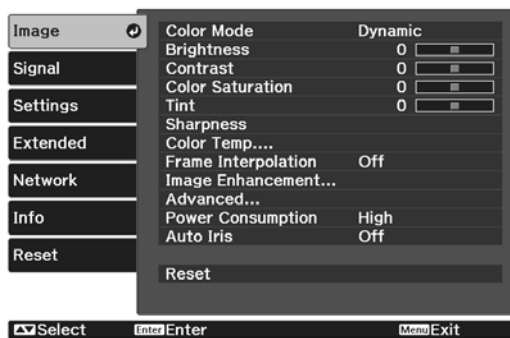 Image
Signal
Settings
Extended
Network
Info
Reset
Color Mode Dynamic
Brightness 0
Contrast 0
Color Saturation 0
Tint 0
Sharpness
Color Temp....
Frame Interpolation Off
Image Enhancement...
Advanced...
Power Consumption High
Auto Iris Off
Reset
Select Enter Enter Menu Exit